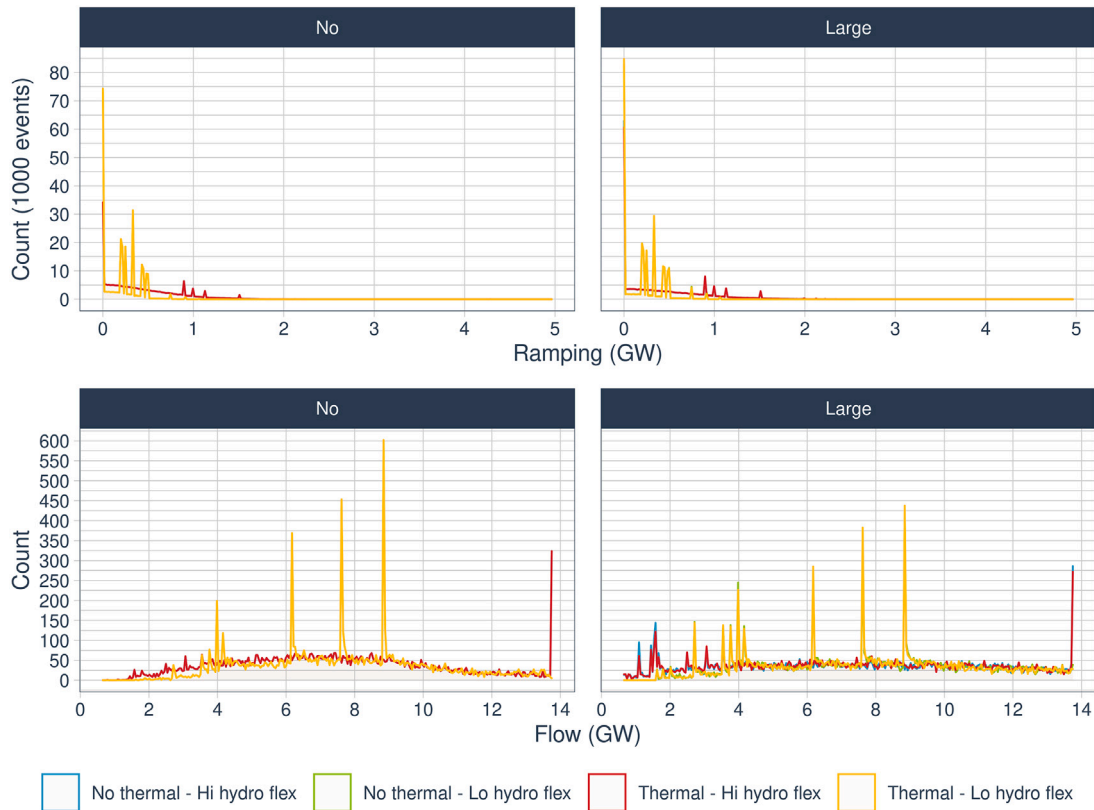 No Large
Count (1000 events)
80
70
60
50
40
30
20
10
0
0 1 2 3 4 5 0 1 2 3 4 5
Ramping (GW)
No Large
Count
600
550
500
450
400
350
300
250
200
150
100
50
0
0 2 4 6 8 10 12 14 0 2 4 6 8 10 12 14
Flow (GW)
No thermal - Hi hydro flex No thermal - Lo hydro flex Thermal - Hi hydro flex Thermal - Lo hydro flex